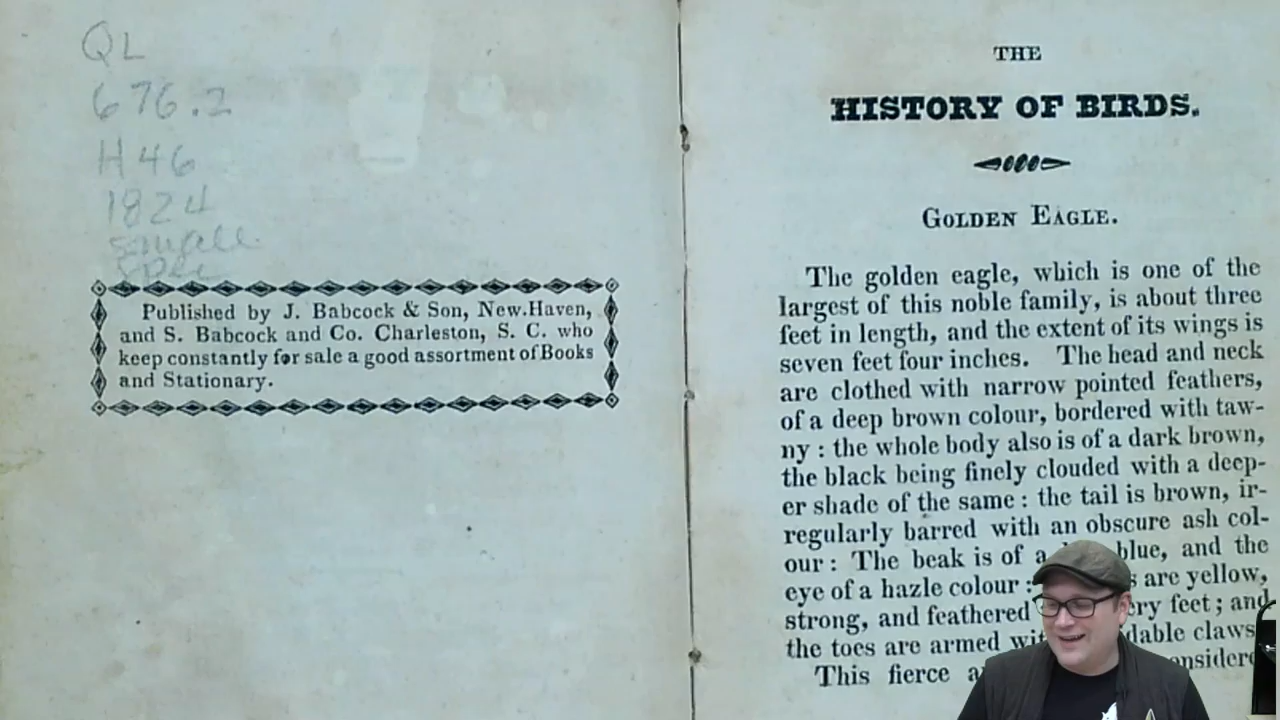 QL
676.2
H46
1824
small
spec
Published by J. Babcock & Son, New.Haven,
and S. Babcock and Co. Charleston, S. C. who
keep constantly for sale a good assortment of Books
and Stationary.
THE
HISTORY OF BIRDS.
GOLDEN EAGLE.
The golden eagle, which is one of the
largest of this noble family, is about three
feet in length, and the extent of its wings is
seven feet four inches. The head and neck
are clothed with narrow pointed feathers,
of a deep brown colour, bordered with taw-
ny : the whole body also is of a dark brown,
the black being finely clouded with a deep-
er shade of the same : the tail is brown, ir-
regularly barred with an obscure ash col-
our : The beak is of a blue, and the
eye of a hazle colour : are yellow,
strong, and feathered feet ; and
the toes are armed claws
This fierce